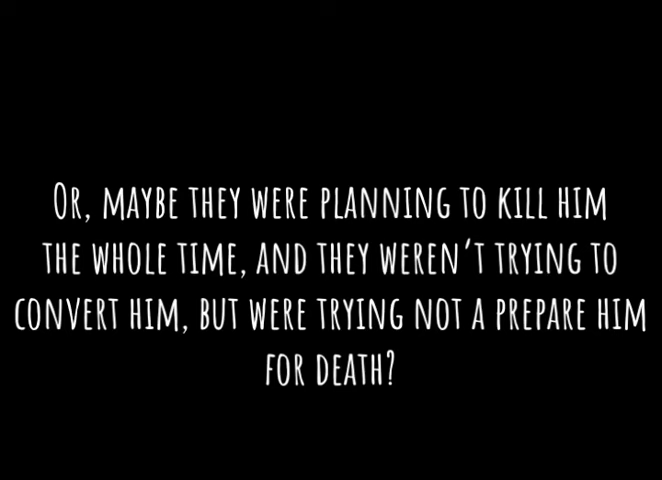 Or, maybe they were planning to kill him
the whole time, and they weren't trying to
convert him, but were trying not a prepare him
for death?